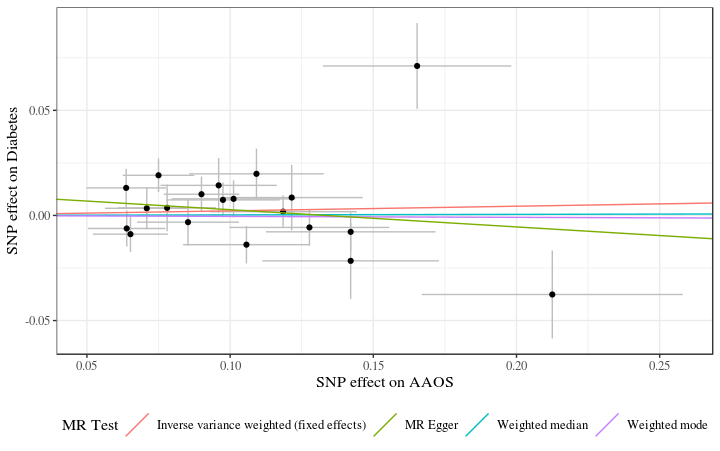 SNP effect on Diabetes
0.05
0.00
-0.05
0.05 0.10 0.15 0.20 0.25
SNP effect on AAOS
MR Test Inverse variance weighted (fixed effects) MR Egger Weighted median Weighted mode